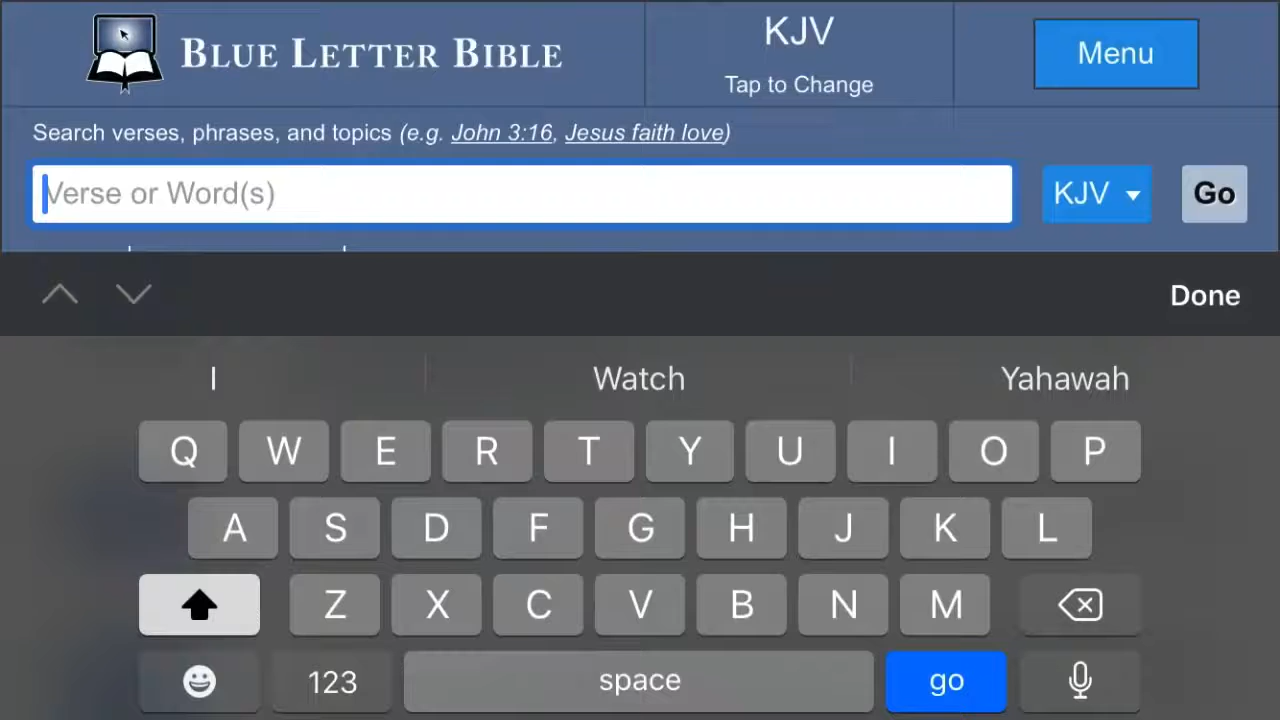 BLUE LETTER BIBLE
KJV
Tap to Change
Menu
Search verses, phrases, and topics (e.g. John 3:16, Jesus faith love)
Verse or Word(s)
KJV
Go
Done
I
Watch
Yahawah
Q W E R T Y U I O P
A S D F G H J K L
Z X C V B N M
123
space
go